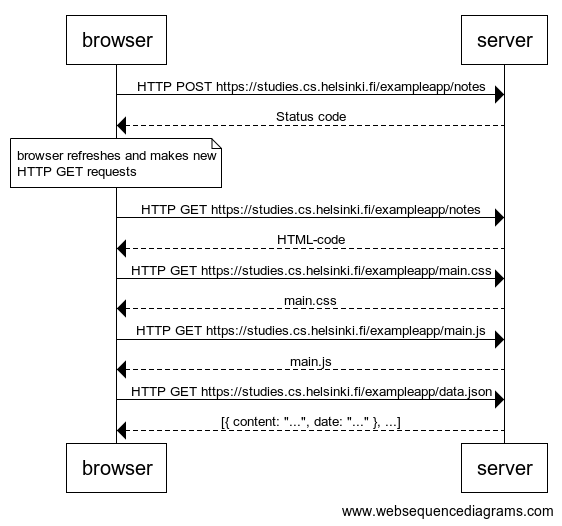 browser
server
HTTP POST https://studies.cs.helsinki.fi/exampleapp/notes
Status code
browser refreshes and makes new
HTTP GET requests
HTTP GET https://studies.cs.helsinki.fi/exampleapp/notes
HTML-code
HTTP GET https://studies.cs.helsinki.fi/exampleapp/main.css
main.css
HTTP GET https://studies.cs.helsinki.fi/exampleapp/main.js
main.js
HTTP GET https://studies.cs.helsinki.fi/exampleapp/data.json
[{ content: "...", date: "..." }, ...]
browser
server
www.websequencediagrams.com